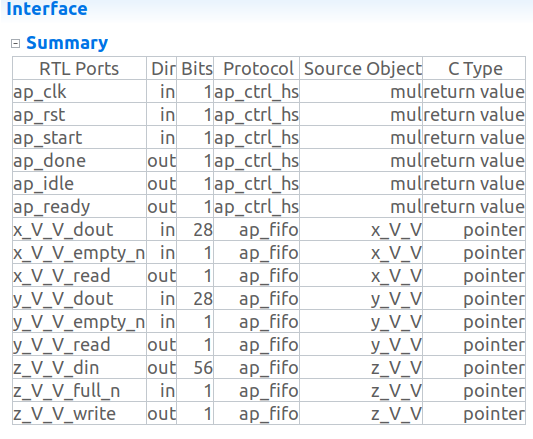 Interface
Summary
RTL Ports Dir Bits Protocol Source Object C Type
ap_clk in 1 ap_ctrl_hs mul return value
ap_rst in 1 ap_ctrl_hs mul return value
ap_start in 1 ap_ctrl_hs mul return value
ap_done out 1 ap_ctrl_hs mul return value
ap_idle out 1 ap_ctrl_hs mul return value
ap_ready out 1 ap_ctrl_hs mul return value
x_V_V_dout in 28 ap_fifo x_V_V pointer
x_V_V_empty_n in 1 ap_fifo x_V_V pointer
x_V_V_read out 1 ap_fifo x_V_V pointer
y_V_V_dout in 28 ap_fifo y_V_V pointer
y_V_V_empty_n in 1 ap_fifo y_V_V pointer
y_V_V_read out 1 ap_fifo y_V_V pointer
z_V_V_din out 56 ap_fifo z_V_V pointer
z_V_V_full_n in 1 ap_fifo z_V_V pointer
z_V_V_write out 1 ap_fifo z_V_V pointer